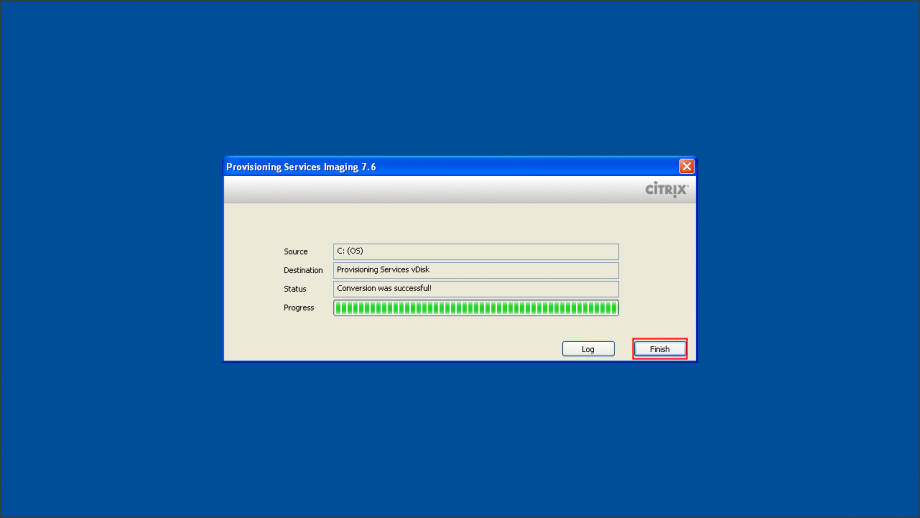 Provisioning Services Imaging 7.6
CITRIX
Source C: (OS)
Destination Provisioning Services vDisk
Status Conversion was successful!
Progress
Log Finish